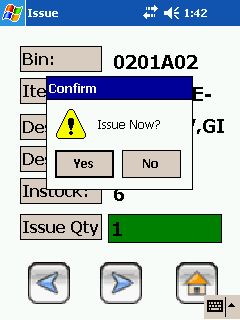 Issue 1:42
Bin: 0201A02
Ite E-
Confirm
Issue Now?
Des ,GI
Yes No
Des
Instock: 6
Issue Qty 1